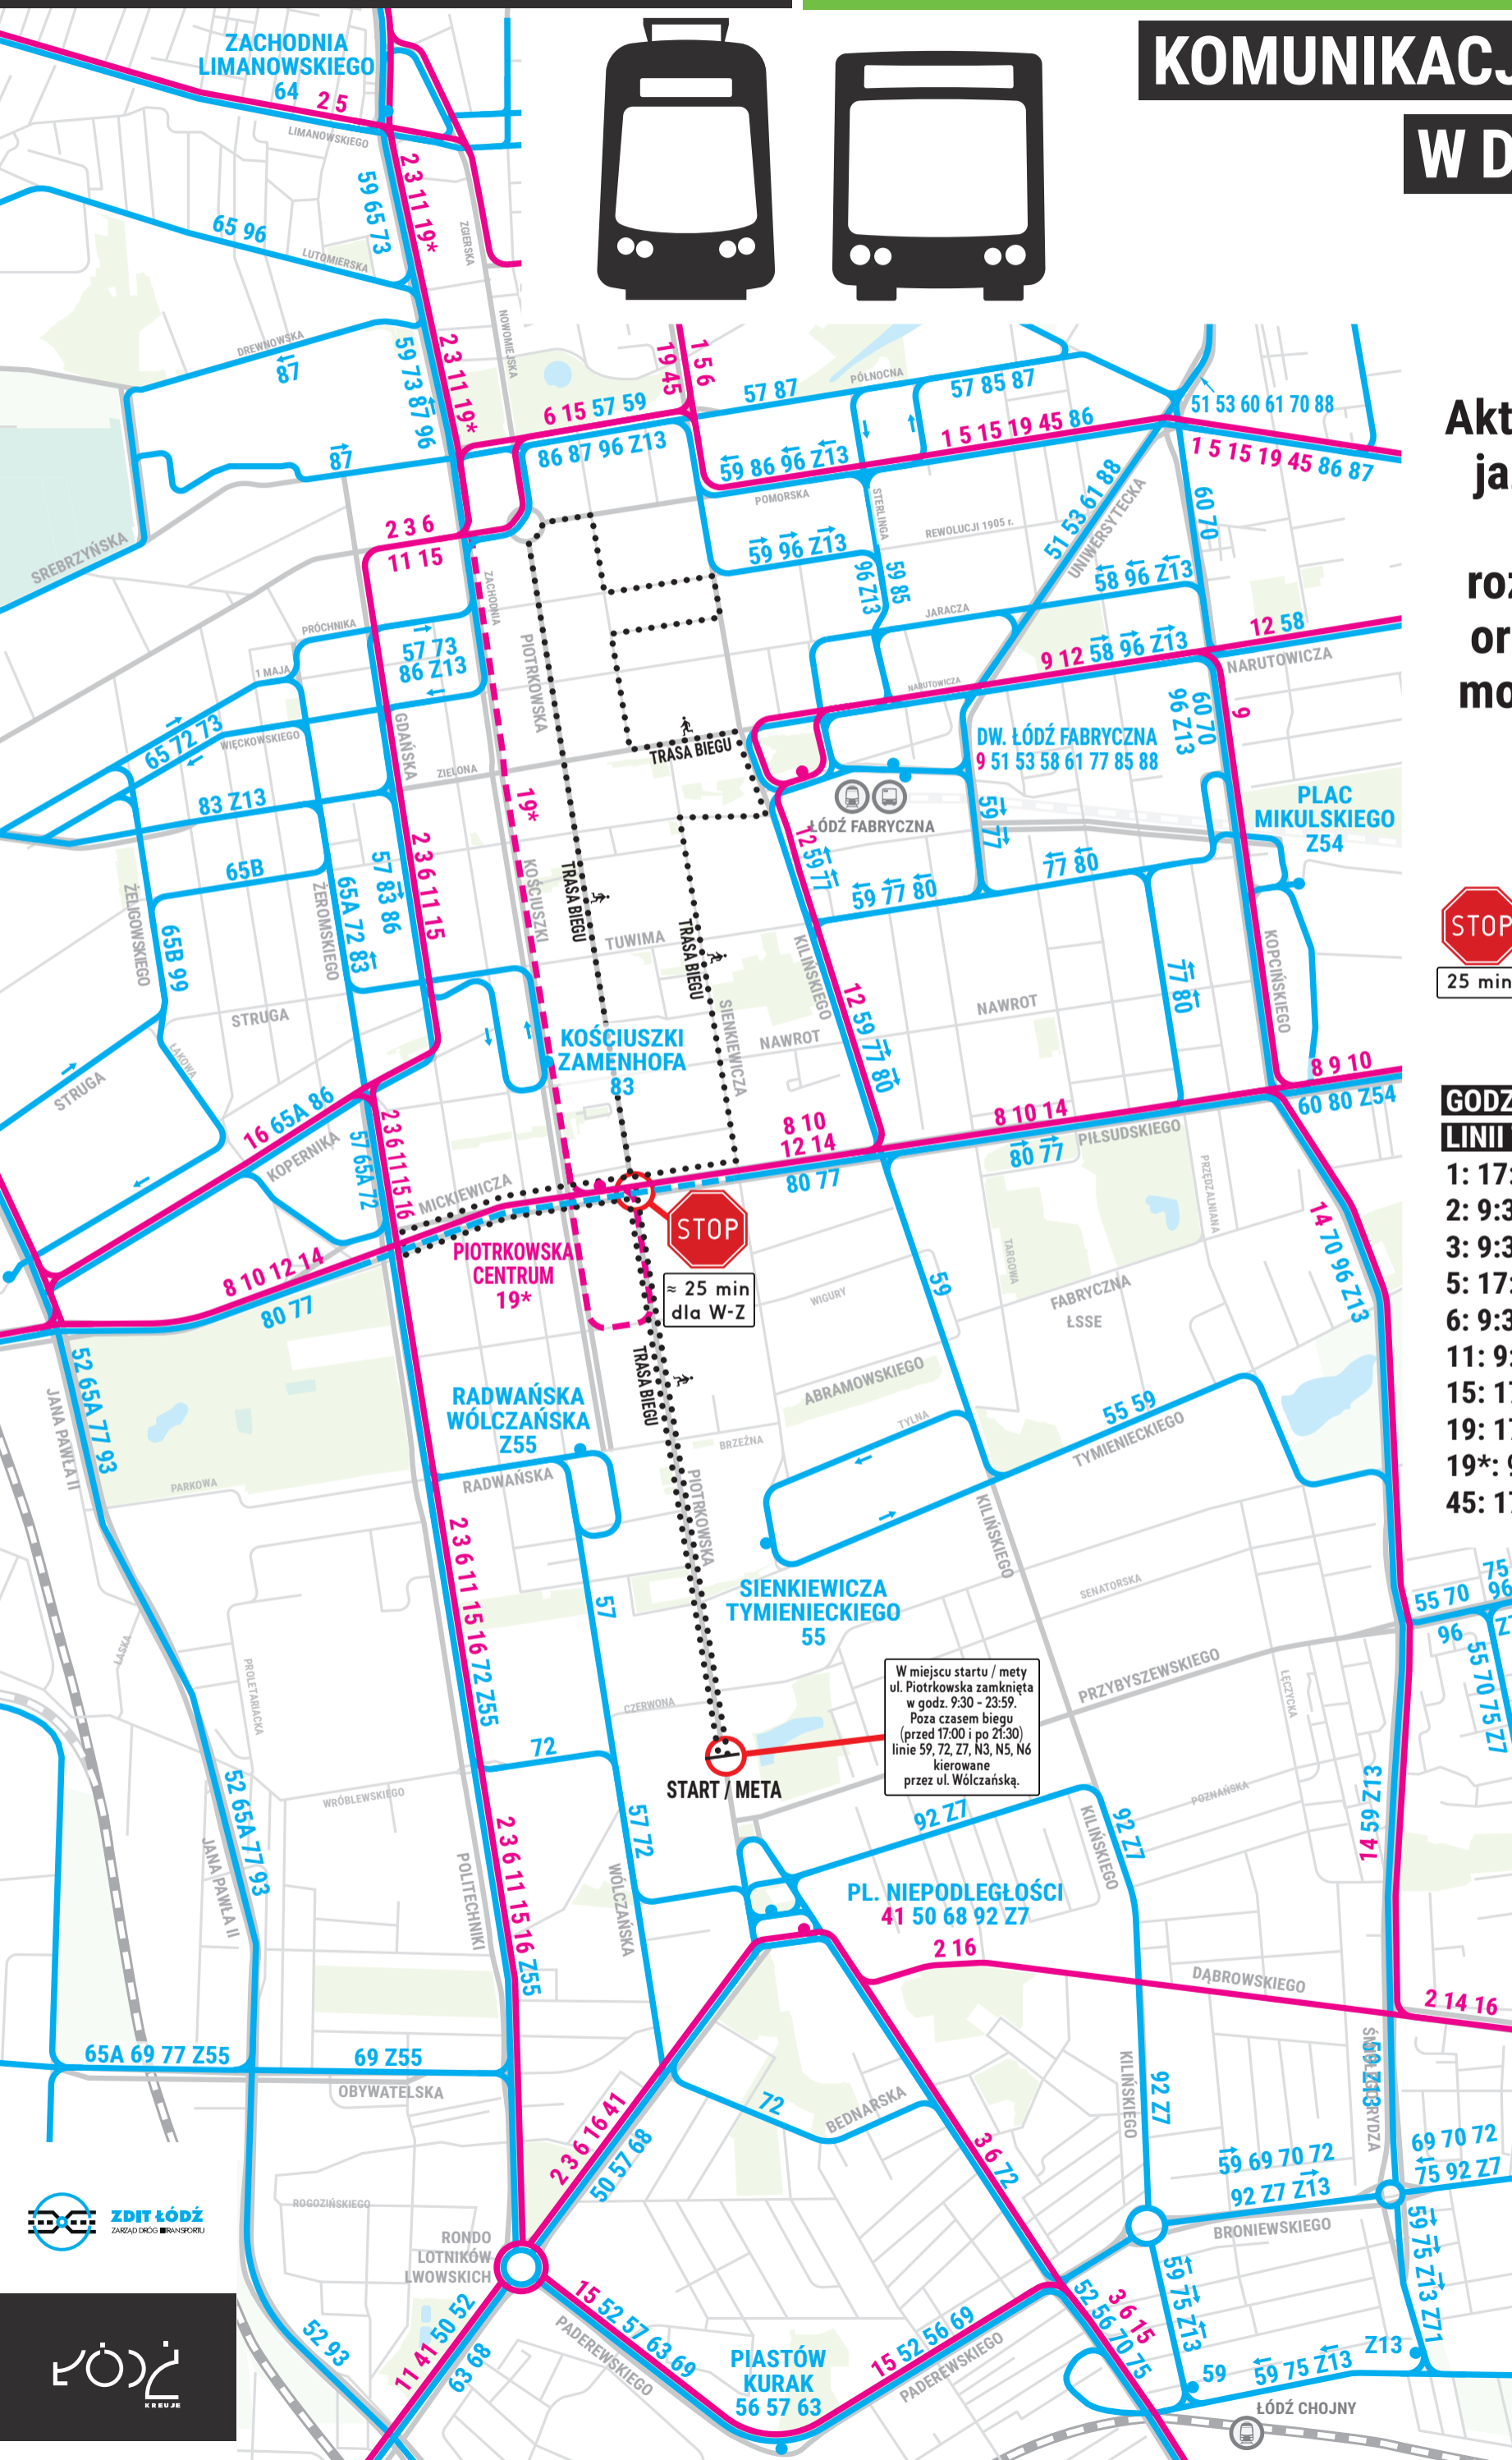 KOMUNIKACJ
W D
ZACHODNIA
LIMANOWSKIEGO
64
2 5
LIMANOWSKIEGO
59 65 73
2 3 11 19*
ZGIERSKA
65 96
LUTOMIERSKA
NOWOMIEJSKA
DREWNOWSKA
87
59 73 87 96
2 3 11 19*
6 15 57 59
19 45
1 5 6
57 87
PÓŁNOCNA
57 85 87
51 53 60 61 70 88
86 87 96 Z13
59 86 96 Z13
1 5 15 19 45 86
1 5 15 19 45 86 87
87
POMORSKA
STERLINGA
REWOLUCJI 1905 r.
51 53 61 88
UNIWERSYTECKA
60 70
SREBRZYŃSKA
2 3 6
11 15
59 96 Z13
96 Z13
59 85
58 96 Z13
ZACHODNIA
JARACZA
PRÓCHNIKA
57 73
86 Z13
1 MAJA
PIOTRKOWSKA
9 12 58 96 Z13
12 58
NARUTOWICZA
NARUTOWICZA
65 72 73
WIĘCKOWSKIEGO
GDAŃSKA
ZIELONA
TRASA BIEGU
DW. ŁÓDŹ FABRYCZNA
9 51 53 58 61 77 85 88
96 Z13
60 70
9
83 Z13
19*
ŁÓDŹ FABRYCZNA
59 77
PLAC
MIKULSKIEGO
Z54
12 59 77
65B
57 83 86
2 3 6 11 15
KOŚCIUSZKI
TRASA BIEGU
59 77 80
77 80
ŻELIGOWSKIEGO
65B 99
ŻEROMSKIEGO
65A 72 83
TUWIMA
TRASA BIEGU
KILIŃSKIEGO
KOPCIŃSKIEGO
77 80
STRUGA
SIENKIEWICZA
NAWROT
NAWROT
12 59 77 80
KOŚCIUSZKI
ZAMENHOFA
83
STRUGA
ŁĄKOWA
16 65A 86
KOPERNIKA
57 65A 72
2 3 6 11 15 16
MICKIEWICZA
8 10
12 14
80 77
8 10 14
80 77
PIŁSUDSKIEGO
8 9 10
60 80 Z54
STOP
≈ 25 min
dla W-Z
PIOTRKOWSKA
CENTRUM
19*
8 10 12 14
80 77
PRZĘDZALNIANA
TARGOWA
14 70 96 Z13
59
WIGURY
FABRYCZNA
ŁSSE
52 65A 77 93
JANA PAWŁA II
PARKOWA
RADWAŃSKA
WÓLCZAŃSKA
Z55
RADWAŃSKA
TRASA BIEGU
BRZEŹNA
ABRAMOWSKIEGO
TYLNA
55 59
TYMIENIECKIEGO
PIOTRKOWSKA
KILIŃSKIEGO
2 3 6 11 15 16 72 Z55
57
SIENKIEWICZA
TYMIENIECKIEGO
55
SENATORSKA
55 70
96
75
96
55 70 75 Z7
ŁASKA
PROLETARIACKA
CZERWONA
PRZYBYSZEWSKIEGO
ŁĘCZYCKA
W miejscu startu / mety
ul. Piotrkowska zamknięta
w godz. 9:30 - 23:59.
Poza czasem biegu
(przed 17:00 i po 21:30)
linie 59, 72, Z7, N3, N5, N6
kierowane
przez ul. Wólczańską.
START / META
72
WRÓBLEWSKIEGO
52 65A 77 93
JANA PAWŁA II
57 72
92 Z7
KILIŃSKIEGO
92 Z7
POZNAŃSKA
14 59 Z13
2 3 6 11 15 16 Z55
POLITECHNIKI
WÓLCZAŃSKA
PL. NIEPODLEGŁOŚCI
41 50 68 92 Z7
2 16
DĄBROWSKIEGO
2 14 16
65A 69 77 Z55
69 Z55
OBYWATELSKA
72
BEDNARSKA
KILIŃSKIEGO
92 Z7
2 3 6 16 41
50 57 68
3 6 72
59 69 70 72
92 Z7 Z13
BRONIEWSKIEGO
69 70 72
75 92 Z7
ZDIT ŁÓDŹ
ROGOZIŃSKIEGO
RONDO
LOTNIKÓW
LWOWSKICH
11 41 50 52
63 68
52 93
15 52 57 63 69
PADEREWSKIEGO
PIASTÓW
KURAK
56 57 63
15 52 56 69
PADEREWSKIEGO
52 56 70 75
3 6 15
59 75 Z13
59 75 Z13 Z71
59
59 75 Z13
Z13
ŁÓDŹ CHOJNY
ŁÓDŹ
KREUJE
Akt
ja
roz
or
mo
STOP
25 min
GODZ
LINII
1: 17:
2: 9:3
3: 9:3
5: 17:
6: 9:3
11: 9:
15: 17
19: 17
19*: 9
45: 17